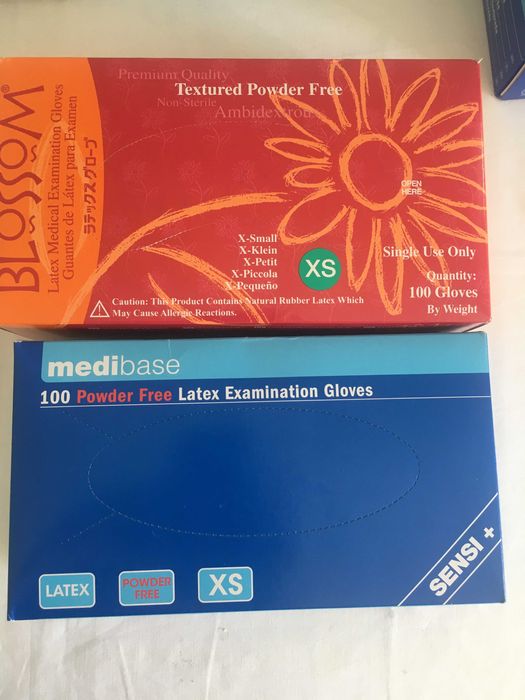 BLOSSOM®
Latex Medical Examination Gloves
Guantes de Látex para Examen
ラテックスグローブ
Premium Quality
Textured Powder Free
Non-Sterile
Ambidextrous
OPEN
HERE
X-Small
X-Klein
X-Petit
X-Piccola
X-Pequeño
XS
Single Use Only
Quantity:
100 Gloves
By Weight
Caution: This Product Contains Natural Rubber Latex Which
May Cause Allergic Reactions.
medibase
100 Powder Free Latex Examination Gloves
LATEX
POWDER
FREE
XS
SENSI +